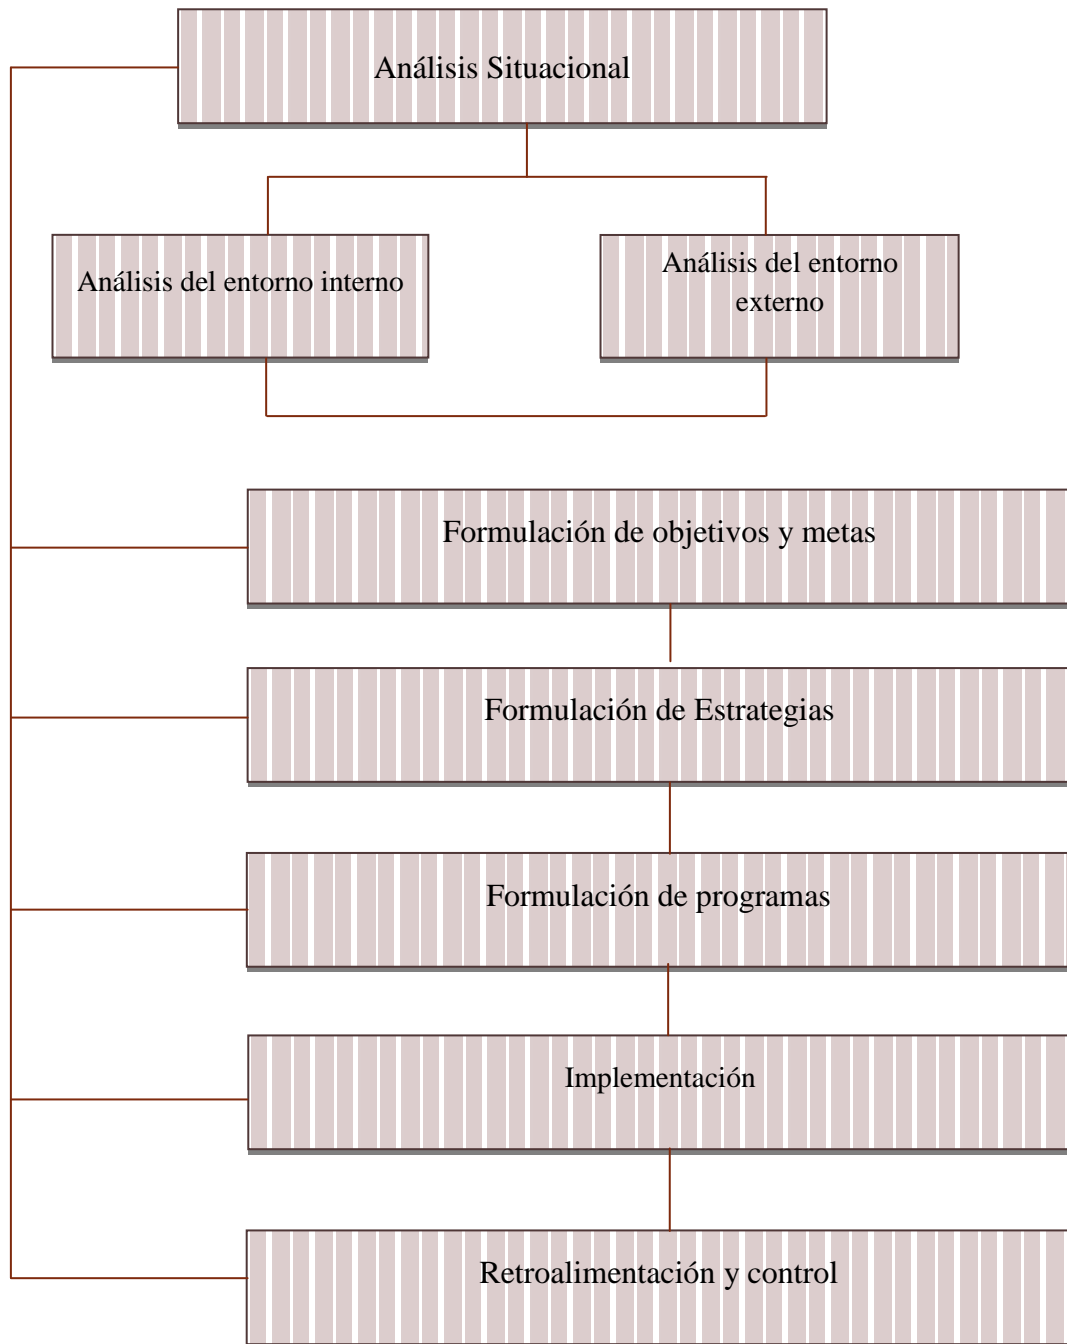 Análisis Situacional
Análisis del entorno interno
Análisis del entorno
externo
Formulación de objetivos y metas
Formulación de Estrategias
Formulación de programas
Implementación
Retroalimentación y control